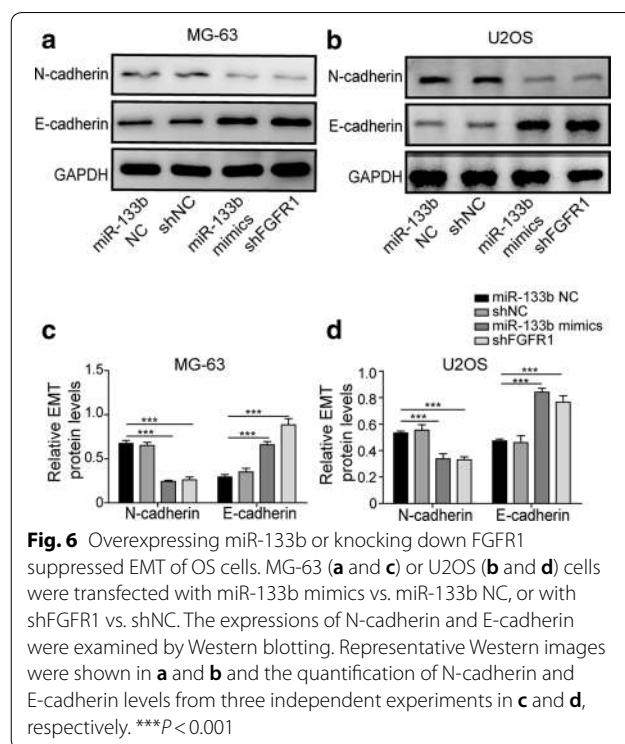 a
MG-63
N-cadherin
E-cadherin
GAPDH
miR-133b NC
shNC
miR-133b mimics
shFGFR1
b
U2OS
N-cadherin
E-cadherin
GAPDH
miR-133b NC
shNC
miR-133b mimics
shFGFR1
miR-133b NC
shNC
miR-133b mimics
shFGFR1
c
MG-63
Relative EMT
protein levels
1.5
1.0
0.5
0
***
***
***
***
N-cadherin
E-cadherin
d
U2OS
Relative EMT
protein levels
1.0
0.8
0.6
0.4
0.2
0
***
***
***
***
N-cadherin
E-cadherin
Fig. 6 Overexpressing miR-133b or knocking down FGFR1
suppressed EMT of OS cells. MG-63 (a and c) or U2OS (b and d) cells
were transfected with miR-133b mimics vs. miR-133b NC, or with
shFGFR1 vs. shNC. The expressions of N-cadherin and E-cadherin
were examined by Western blotting. Representative Western images
were shown in a and b and the quantification of N-cadherin and
E-cadherin levels from three independent experiments in c and d,
respectively. ***P < 0.001